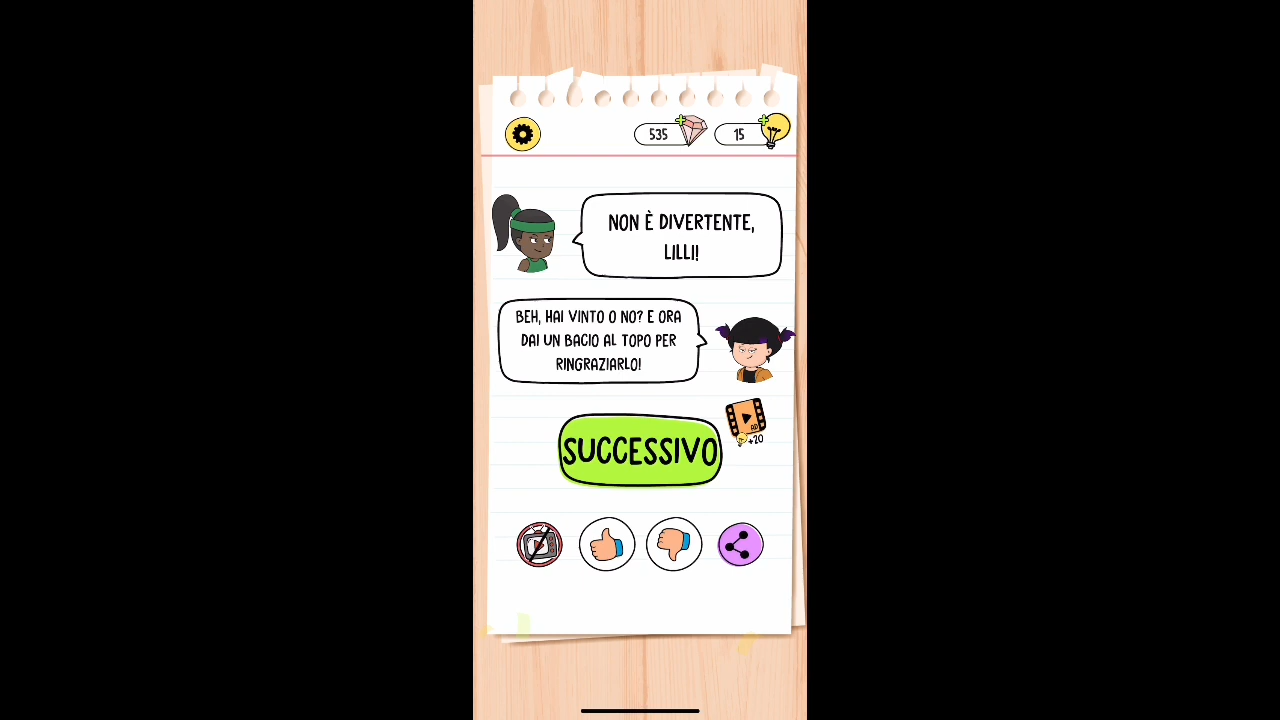 535
15
NON È DIVERTENTE,
LILLI!
BEH, HAI VINTO O NO? E ORA
DAI UN BACIO AL TOPO PER
RINGRAZIARLO!
AD
+20
SUCCESSIVO